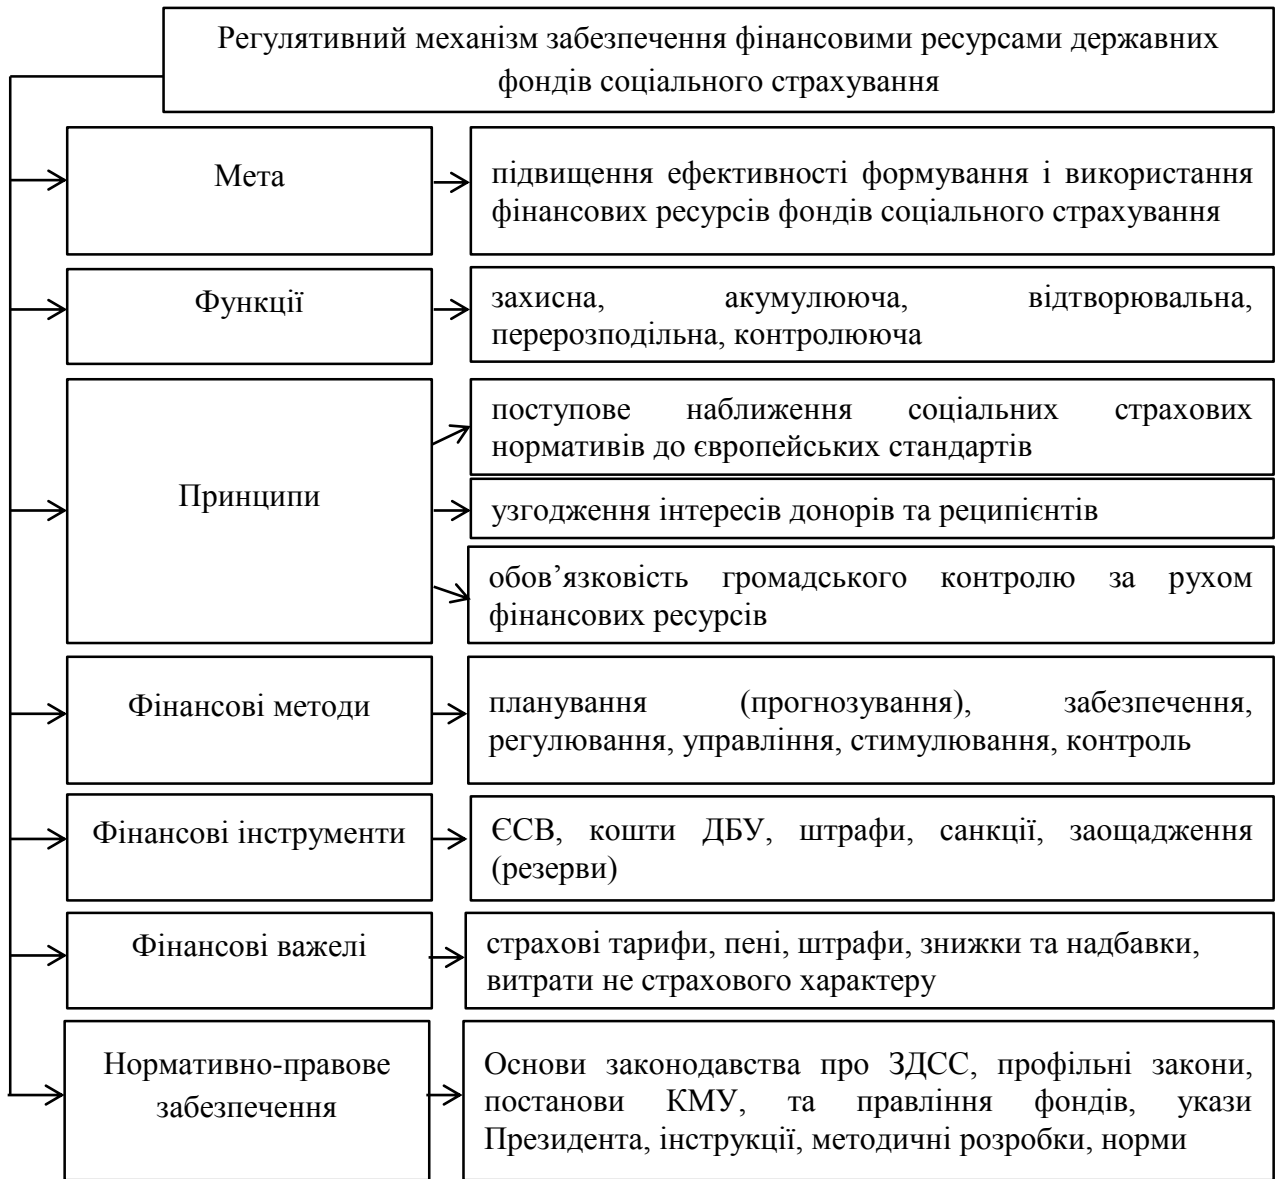 Регулятивний механізм забезпечення фінансовими ресурсами державних
фондів соціального страхування
Мета
підвищення ефективності формування і використання
фінансових ресурсів фондів соціального страхування
Функції
захисна, акумулююча, відтворювальна,
перерозподільна, контролююча
Принципи
поступове наближення соціальних страхових
нормативів до європейських стандартів
узгодження інтересів донорів та реципієнтів
обов’язковість громадського контролю за рухом
фінансових ресурсів
Фінансові методи
планування (прогнозування), забезпечення,
регулювання, управління, стимулювання, контроль
Фінансові інструменти
ЄСВ, кошти ДБУ, штрафи, санкції, заощадження
(резерви)
Фінансові важелі
страхові тарифи, пені, штрафи, знижки та надбавки,
витрати не страхового характеру
Нормативно-правове
забезпечення
Основи законодавства про ЗДСС, профільні закони,
постанови КМУ, та правління фондів, укази
Президента, інструкції, методичні розробки, норми